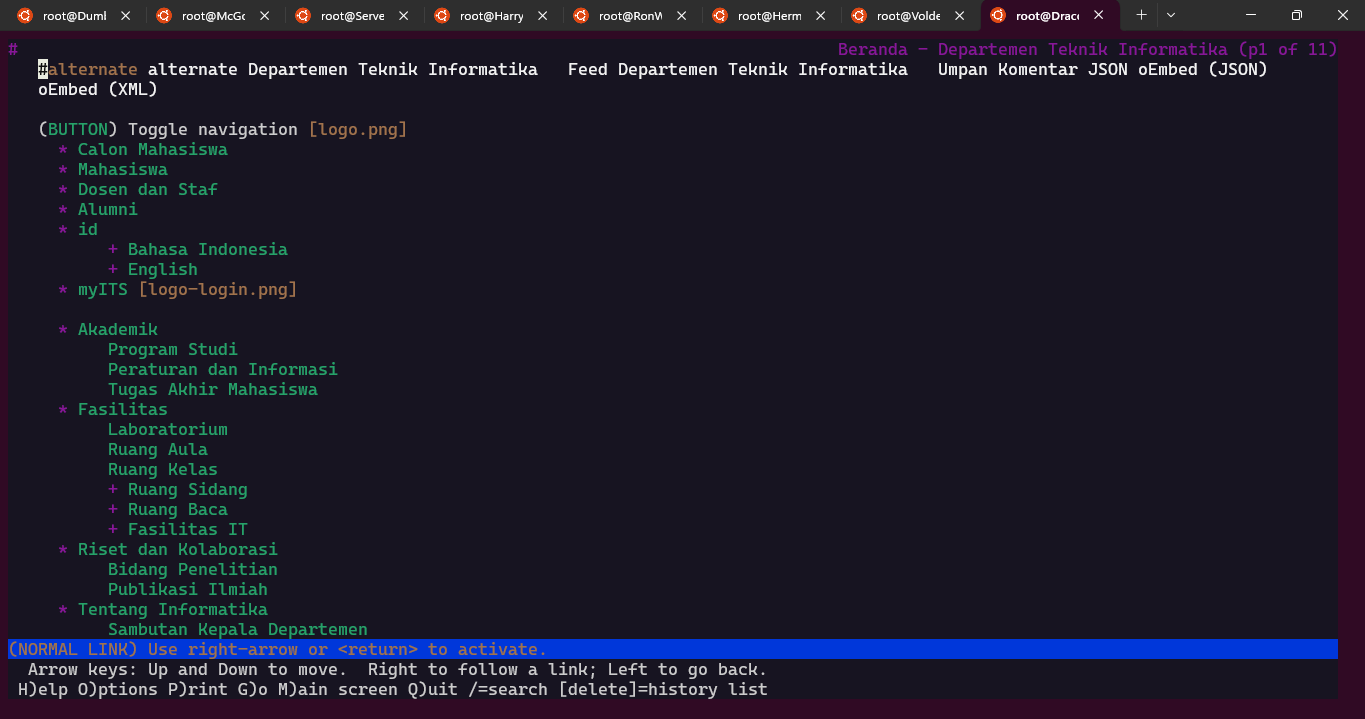 root@Dumb root@McGo root@Serve root@Harry root@RonW root@Herm root@Volde root@Draco
# Beranda - Departemen Teknik Informatika (p1 of 11)
#alternate alternate Departemen Teknik Informatika   Feed Departemen Teknik Informatika   Umpan Komentar JSON oEmbed (JSON)
oEmbed (XML)
(BUTTON) Toggle navigation [logo.png]
* Calon Mahasiswa
* Mahasiswa
* Dosen dan Staf
* Alumni
* id
+ Bahasa Indonesia
+ English
* myITS [logo-login.png]
* Akademik
Program Studi
Peraturan dan Informasi
Tugas Akhir Mahasiswa
* Fasilitas
Laboratorium
Ruang Aula
Ruang Kelas
+ Ruang Sidang
+ Ruang Baca
+ Fasilitas IT
* Riset dan Kolaborasi
Bidang Penelitian
Publikasi Ilmiah
* Tentang Informatika
Sambutan Kepala Departemen
(NORMAL LINK) Use right-arrow or <return> to activate.
Arrow keys: Up and Down to move.  Right to follow a link; Left to go back.
H)elp O)ptions P)rint G)o M)ain screen Q)uit /=search [delete]=history list